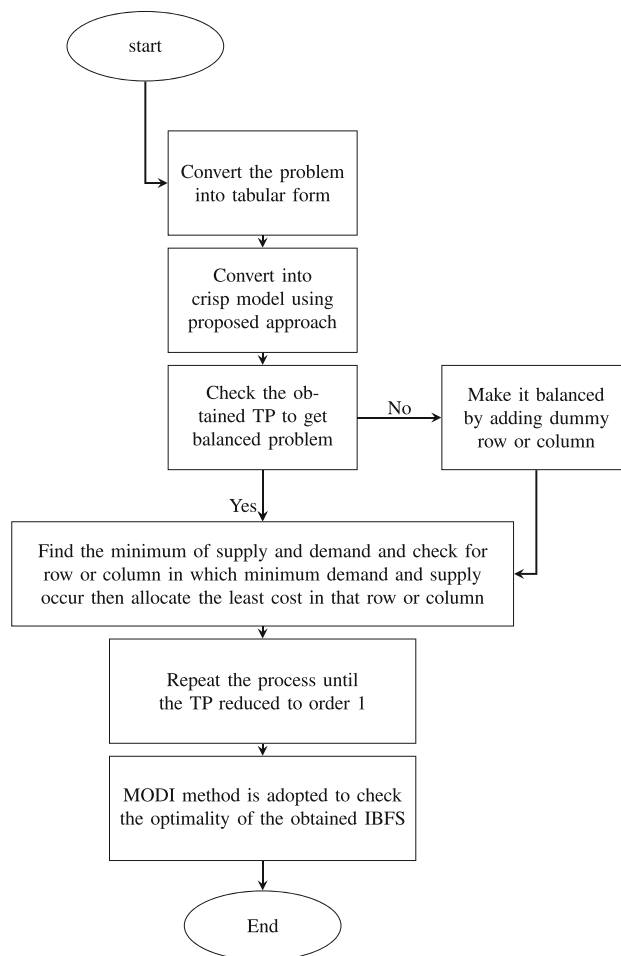 start
Convert the problem
into tabular form
Convert into
crisp model using
proposed approach
Check the ob-
tained TP to get
balanced problem
No
Make it balanced
by adding dummy
row or column
Yes
Find the minimum of supply and demand and check for
row or column in which minimum demand and supply
occur then allocate the least cost in that row or column
Repeat the process until
the TP reduced to order 1
MODI method is adopted to check
the optimality of the obtained IBFS
End